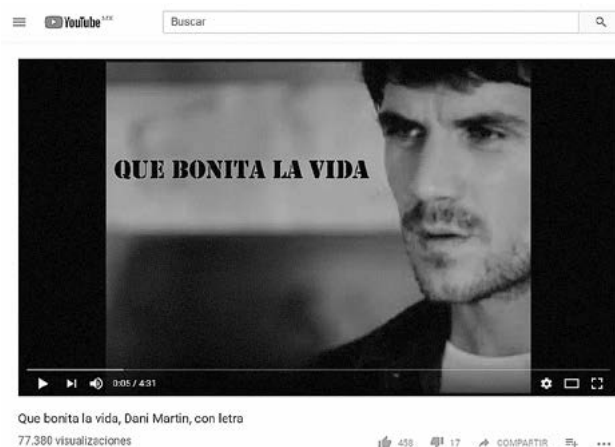 YouTube MX
Buscar
QUE BONITA LA VIDA
0:05 / 4:31
Que bonita la vida, Dani Martin, con letra
77.380 visualizaciones
458 17 COMPARTIR